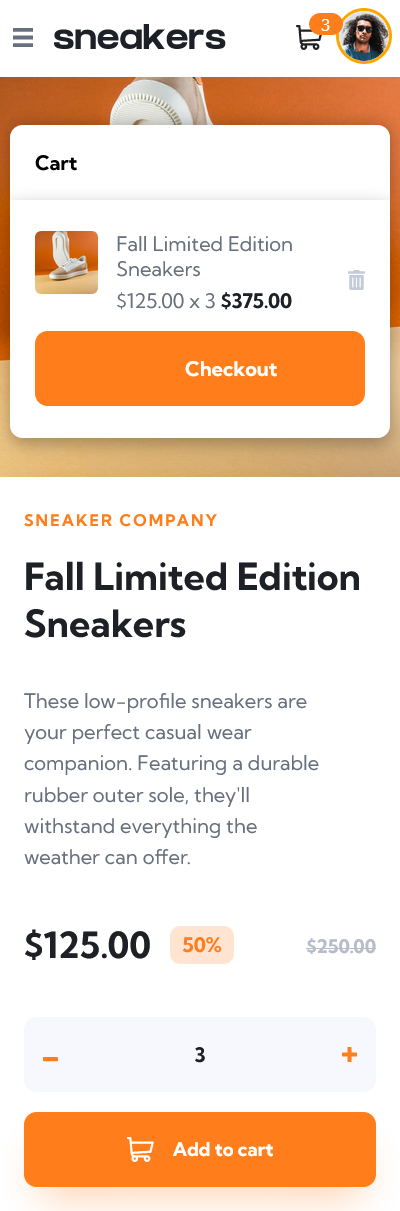 sneakers
3
Cart
Fall Limited Edition
Sneakers
$125.00 x 3 $375.00
Checkout
SNEAKER COMPANY
Fall Limited Edition
Sneakers
These low-profile sneakers are
your perfect casual wear
companion. Featuring a durable
rubber outer sole, they'll
withstand everything the
weather can offer.
$125.00 50% $250.00
- 3 +
Add to cart